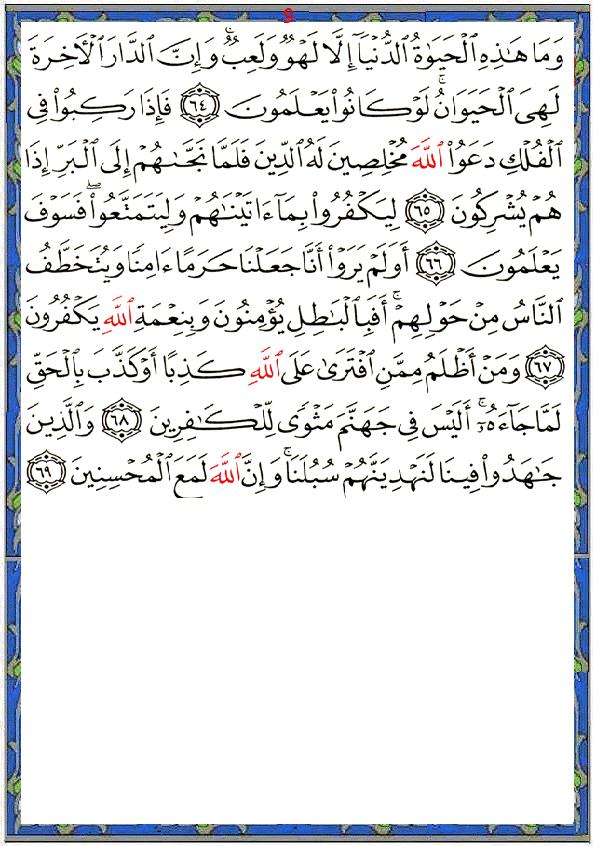 9
وَمَا هَـٰذِهِ ٱلْحَيَوٰةُ ٱلدُّنْيَآ إِلَّا لَهْوٌ وَلَعِبٌ ۚ وَإِنَّ ٱلدَّارَ ٱلْـَٔاخِرَةَ
لَهِىَ ٱلْحَيَوَانُ ۚ لَوْ كَانُوا۟ يَعْلَمُونَ ٦٤ فَإِذَا رَكِبُوا۟ فِى
ٱلْفُلْكِ دَعَوُا۟ ٱللَّهَ مُخْلِصِينَ لَهُ ٱلدِّينَ فَلَمَّا نَجَّىٰهُمْ إِلَى ٱلْبَرِّ إِذَا
هُمْ يُشْرِكُونَ ٦٥ لِيَكْفُرُوا۟ بِمَآ ءَاتَيْنَـٰهُمْ وَلِيَتَمَتَّعُوا۟ ۖ فَسَوْفَ
يَعْلَمُونَ ٦٦ أَوَلَمْ يَرَوْا۟ أَنَّا جَعَلْنَا حَرَمًا ءَامِنًا وَيُتَخَطَّفُ
ٱلنَّاسُ مِنْ حَوْلِهِمْ ۚ أَفَبِٱلْبَـٰطِلِ يُؤْمِنُونَ وَبِنِعْمَةِ ٱللَّهِ يَكْفُرُونَ
٦٧ وَمَنْ أَظْلَمُ مِمَّنِ ٱفْتَرَىٰ عَلَى ٱللَّهِ كَذِبًا أَوْ كَذَّبَ بِٱلْحَقِّ
لَمَّا جَآءَهُۥٓ ۚ أَلَيْسَ فِى جَهَنَّمَ مَثْوًى لِّلْكَـٰفِرِينَ ٦٨ وَٱلَّذِينَ
جَـٰهَدُوا۟ فِينَا لَنَهْدِيَنَّهُمْ سُبُلَنَا ۚ وَإِنَّ ٱللَّهَ لَمَعَ ٱلْمُحْسِنِينَ ٦٩